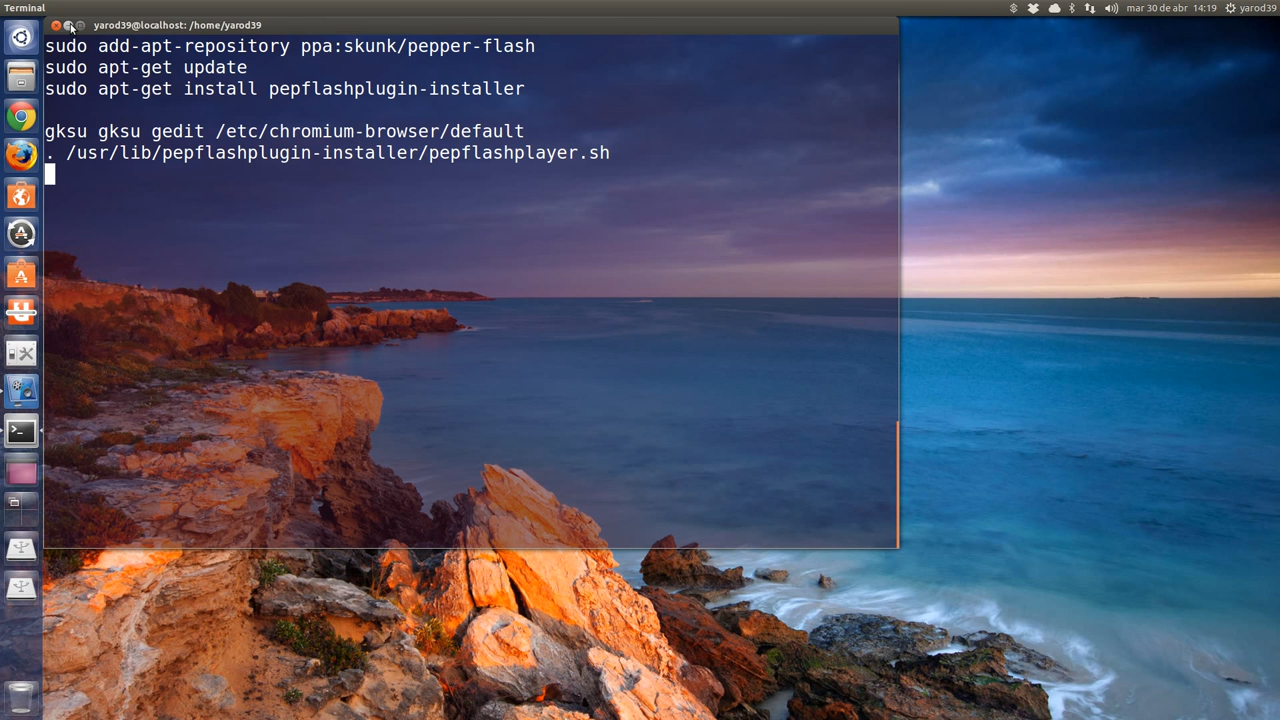 Terminal
mar 30 de abr 14:19 yarod39
yarod39@localhost: /home/yarod39
sudo add-apt-repository ppa:skunk/pepper-flash
sudo apt-get update
sudo apt-get install pepflashplugin-installer
gksu gksu gedit /etc/chromium-browser/default
. /usr/lib/pepflashplugin-installer/pepflashplayer.sh